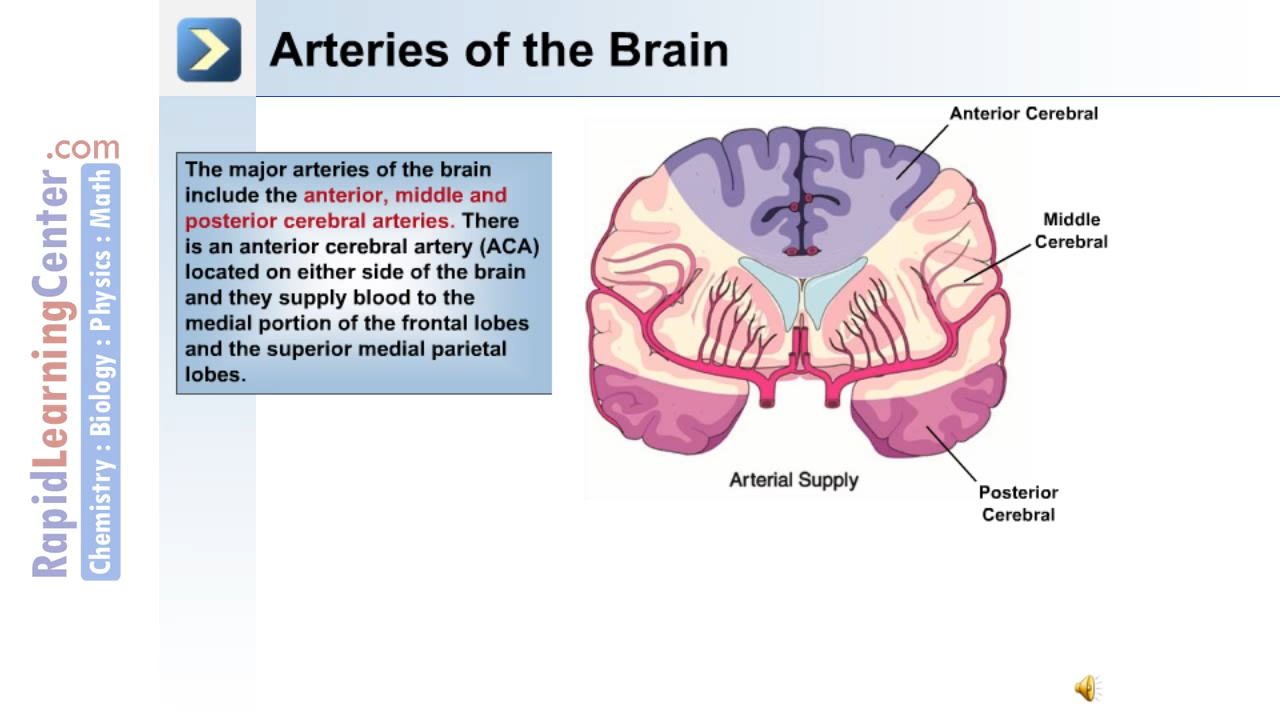 Arteries of the Brain
RapidLearningCenter.com
Chemistry : Biology : Physics : Math
The major arteries of the brain
include the anterior, middle and
posterior cerebral arteries. There
is an anterior cerebral artery (ACA)
located on either side of the brain
and they supply blood to the
medial portion of the frontal lobes
and the superior medial parietal
lobes.
Anterior Cerebral
Middle
Cerebral
Posterior
Cerebral
Arterial Supply